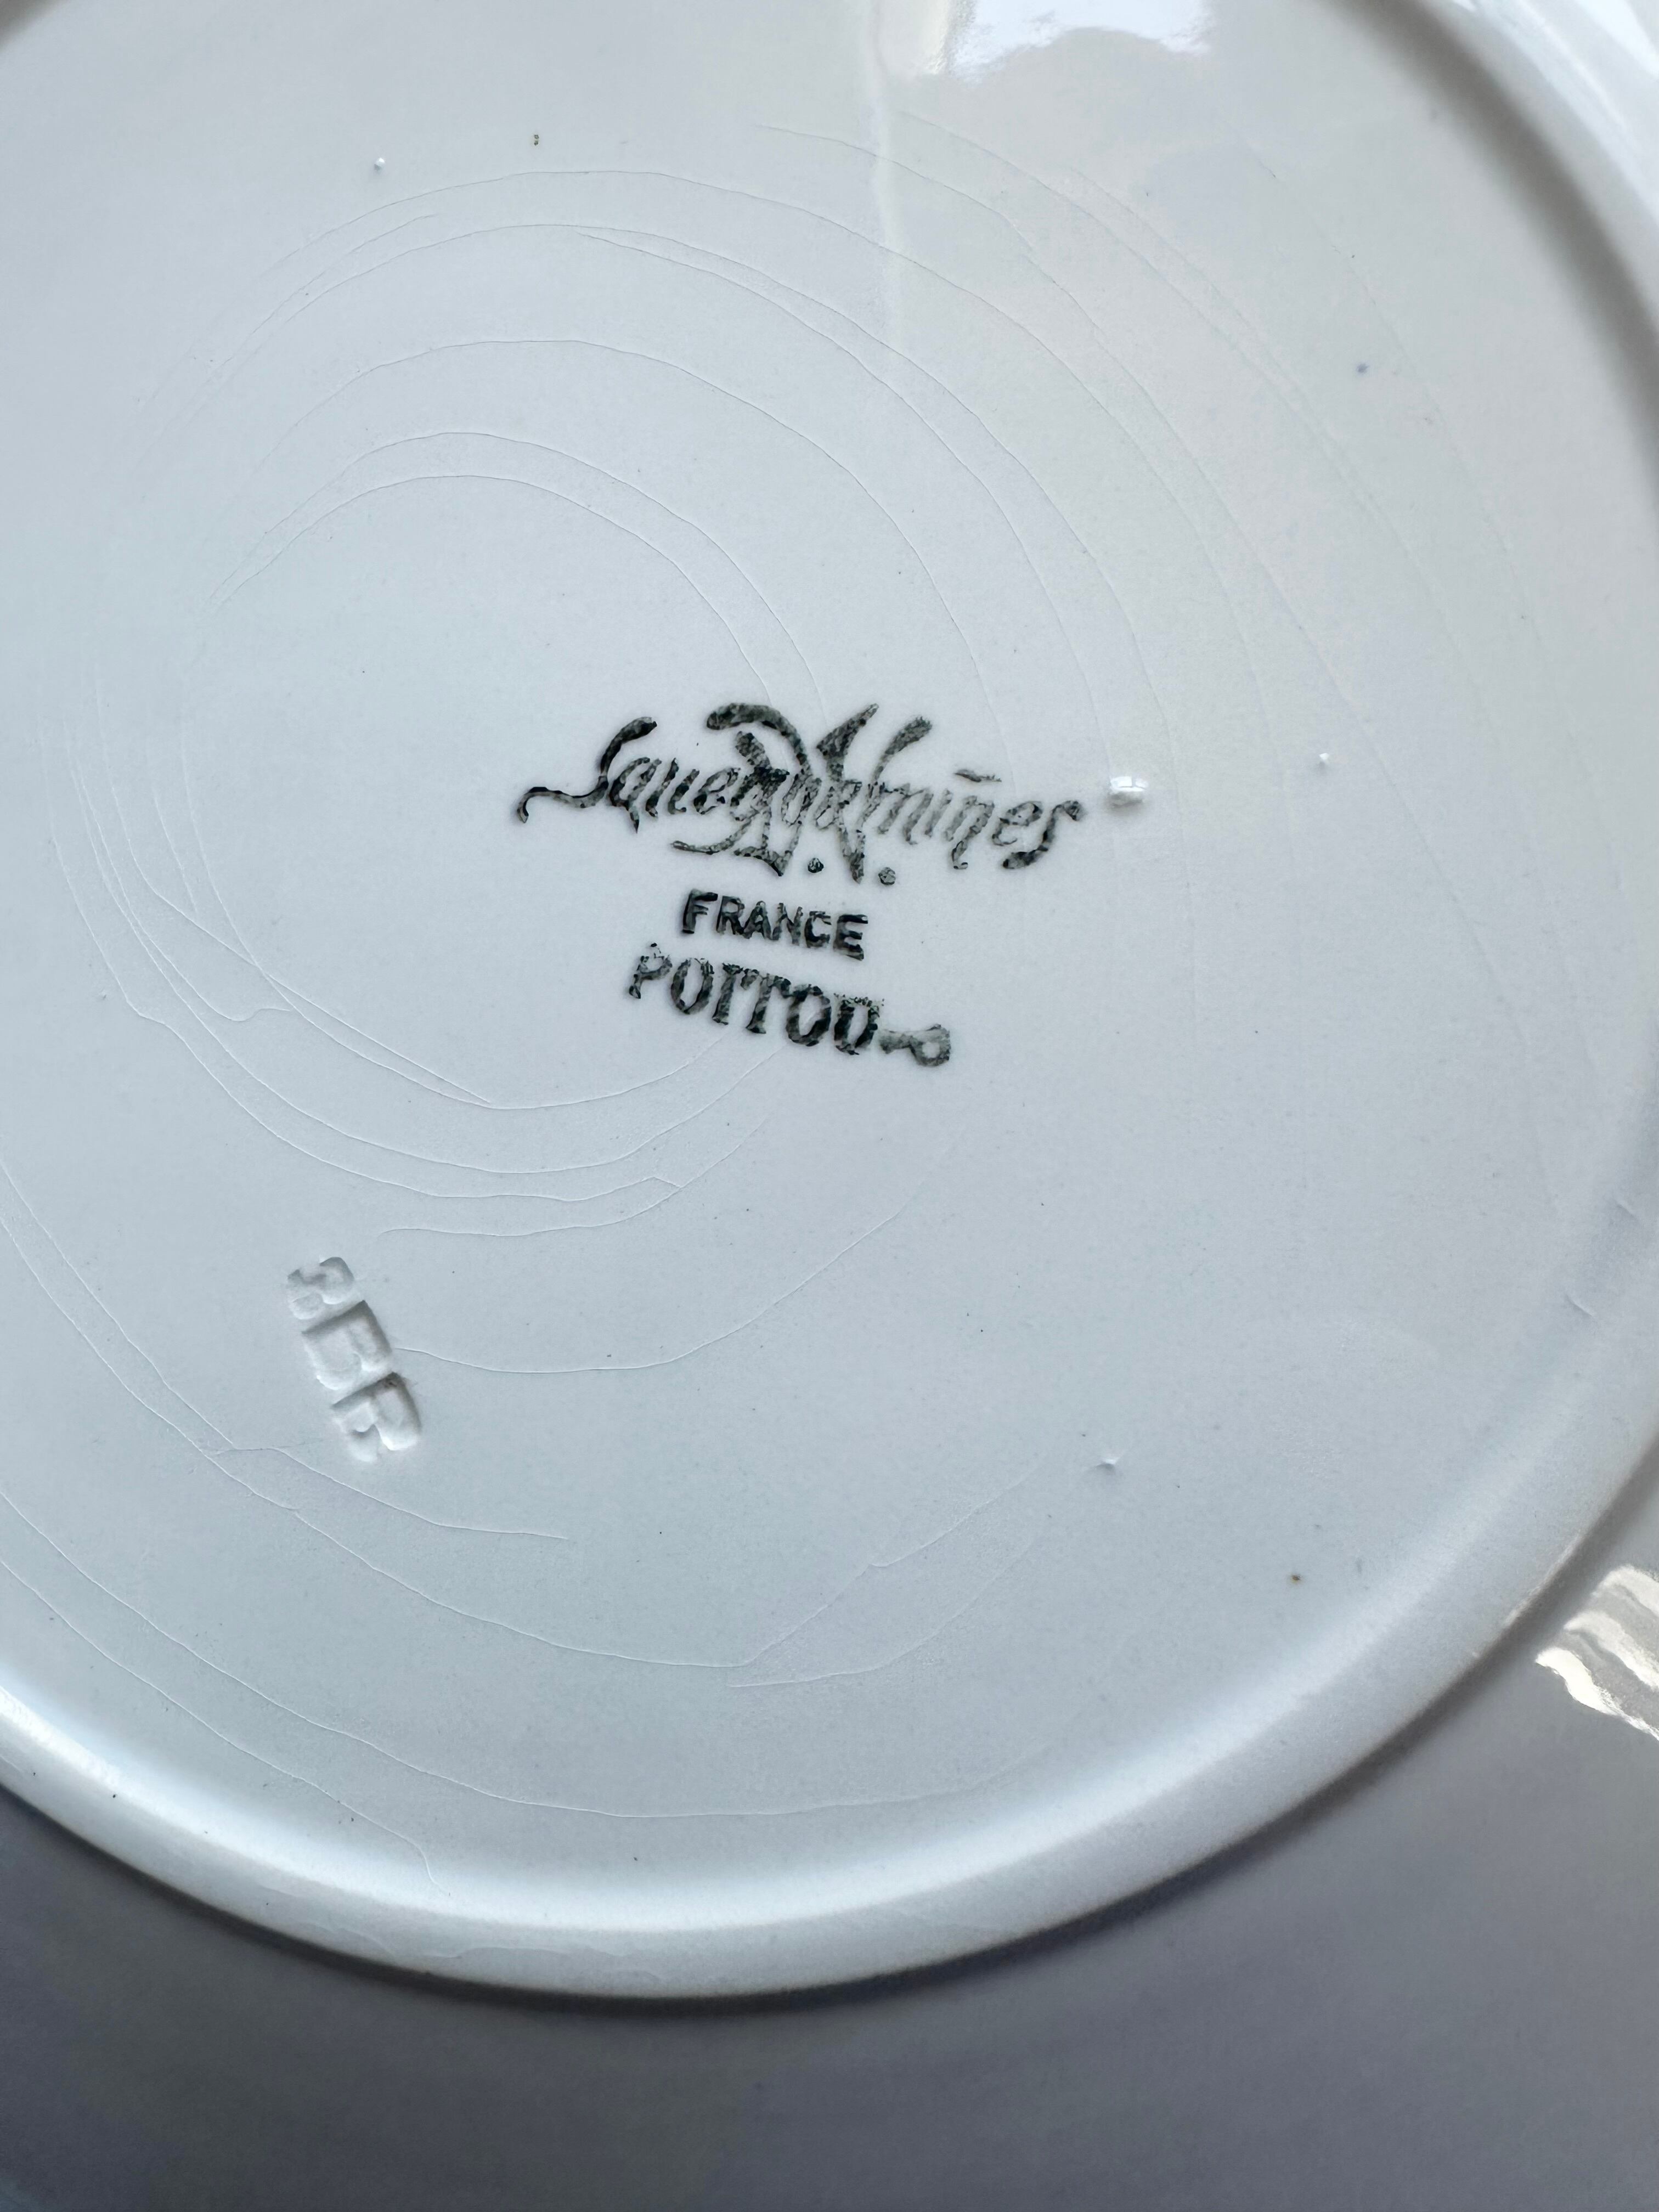 Sarreguemines
D.V.
FRANCE
POITOU